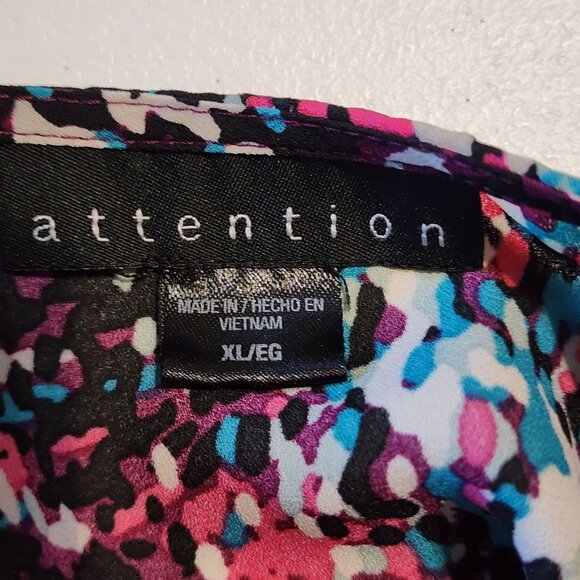 attention
MADE IN / HECHO EN
VIETNAM
XL/EG